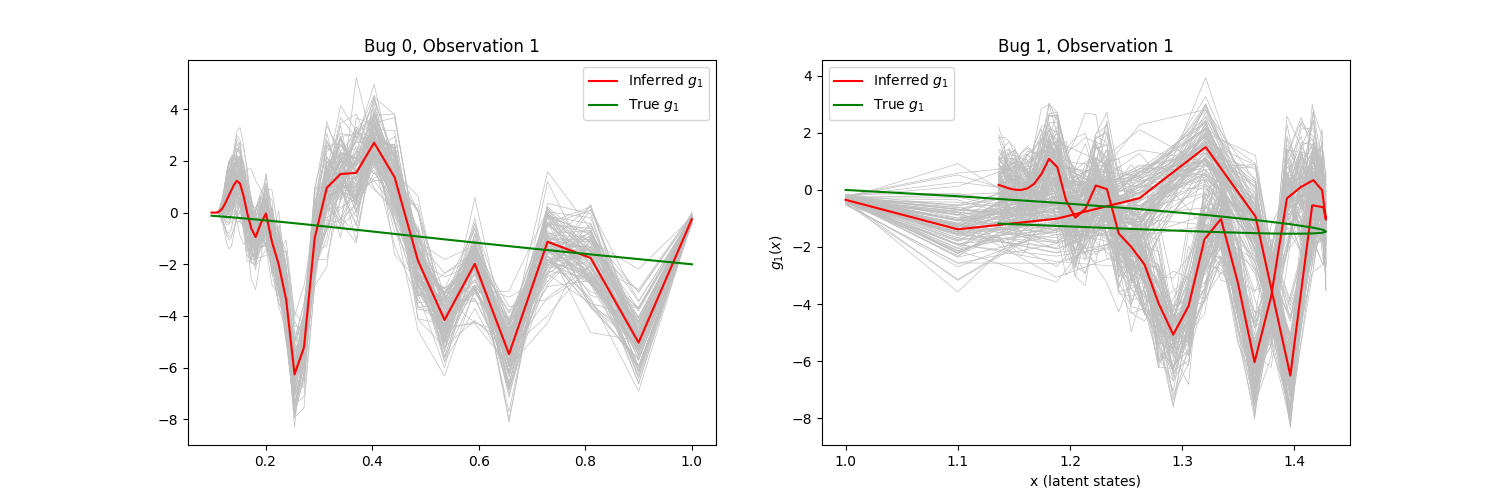 Bug 0, Observation 1
Inferred g₁
True g₁
4
2
0
−2
−4
−6
−8
0.2 0.4 0.6 0.8 1.0
Bug 1, Observation 1
Inferred g₁
True g₁
g₁(x)
4
2
0
−2
−4
−6
−8
1.0 1.1 1.2 1.3 1.4
x (latent states)